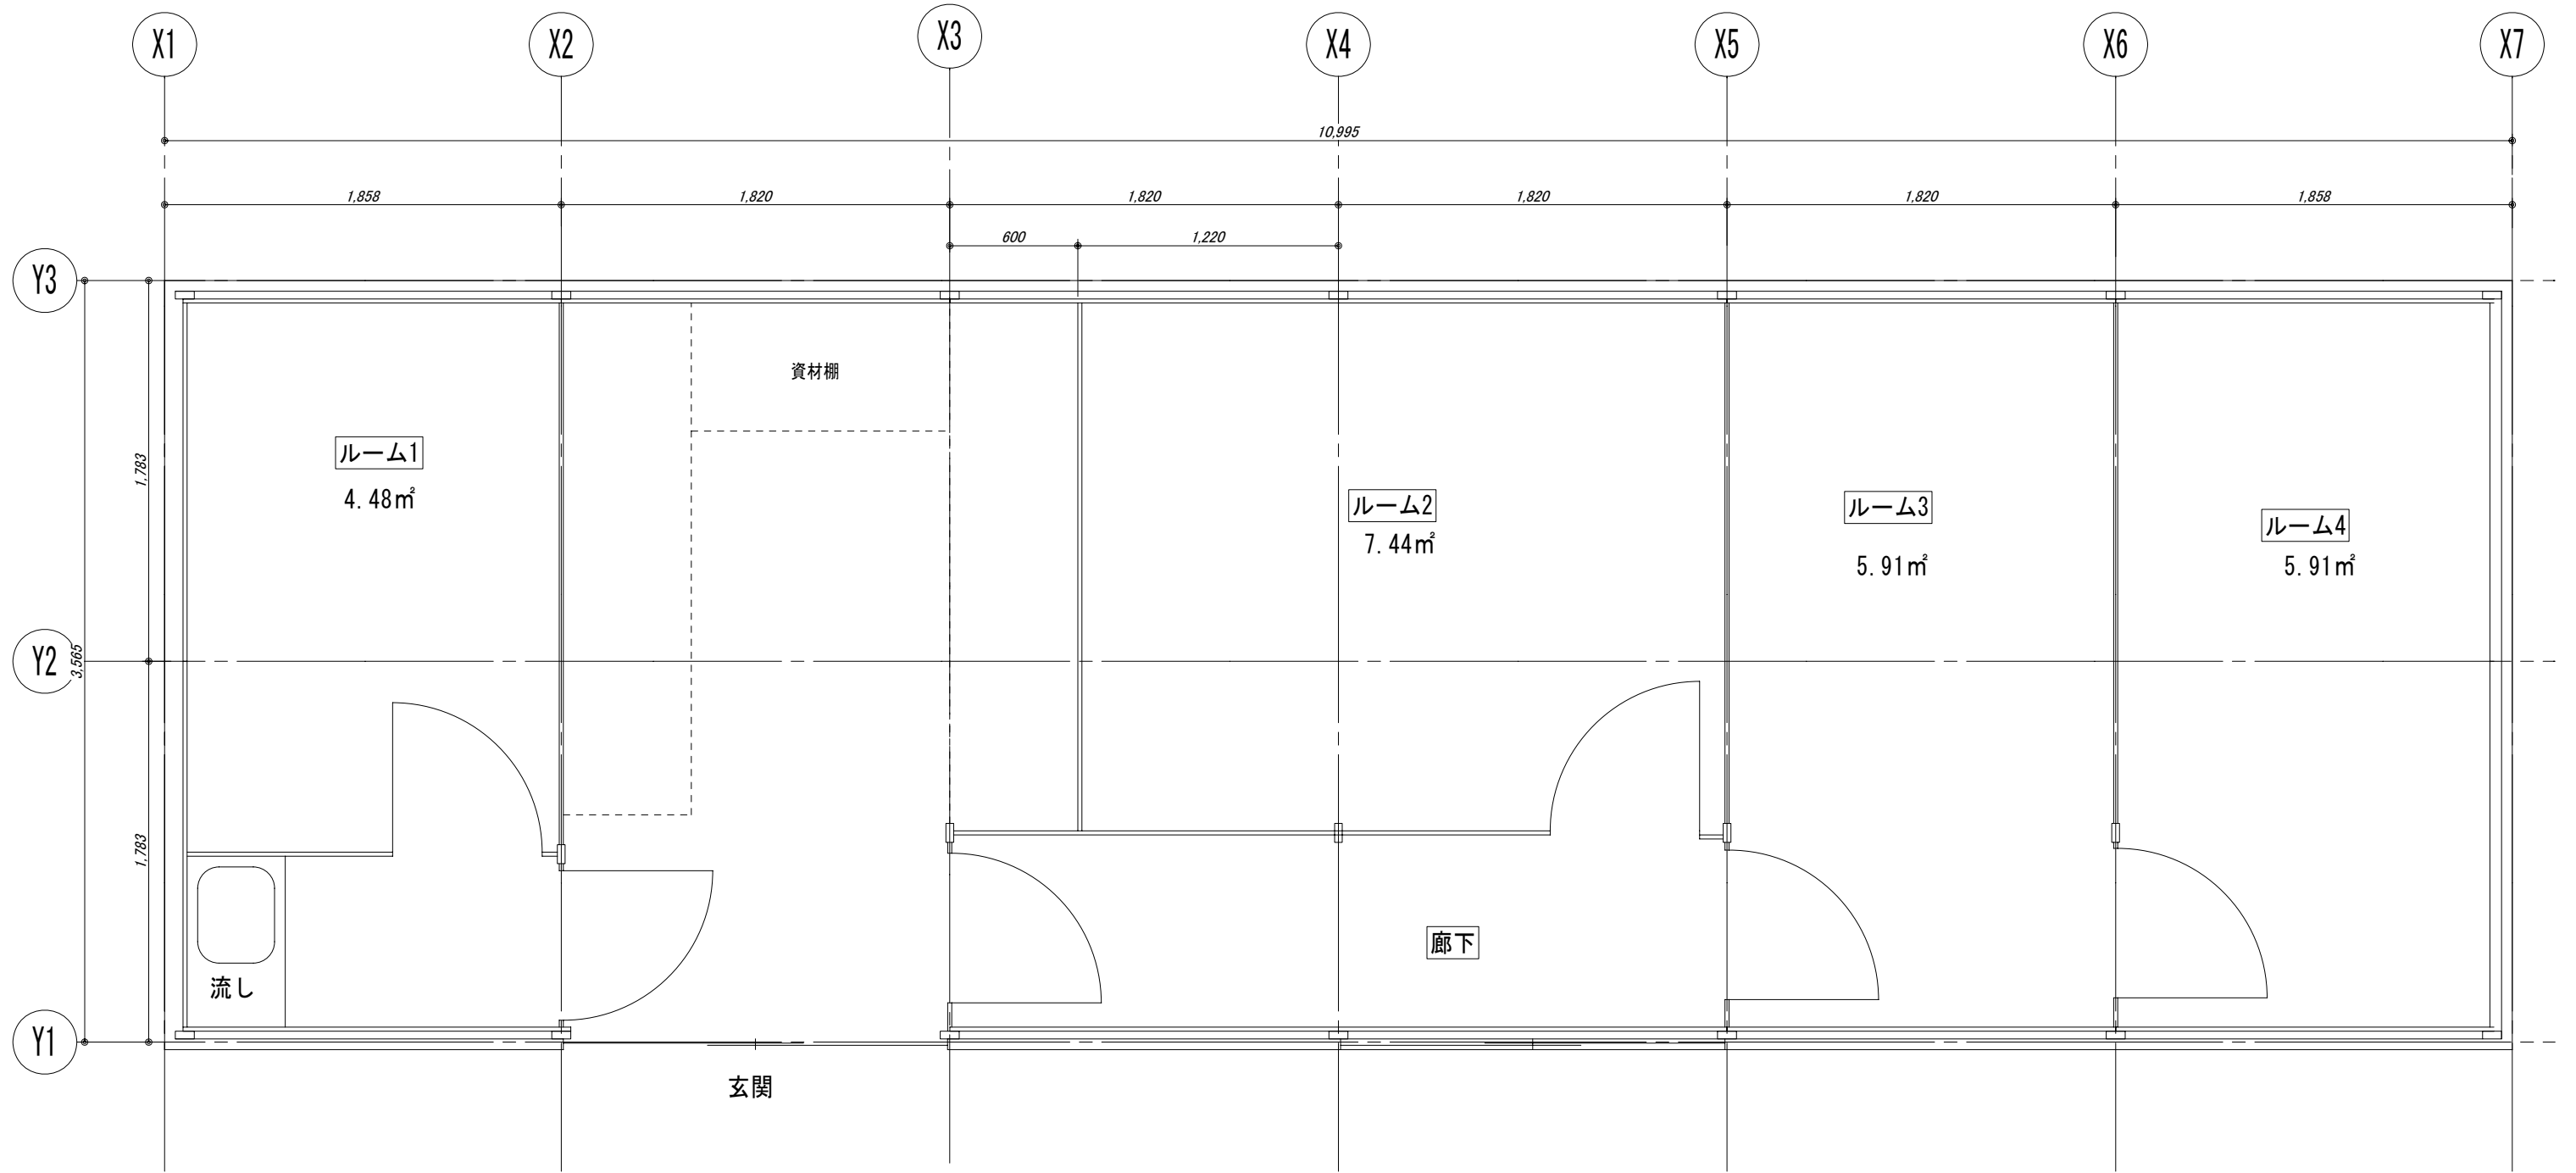 X1
X2
X3
X4
X5
X6
X7
10,995
1,858
1,820
1,820
1,820
1,820
1,858
600
1,220
Y3
Y2
Y1
1,783
3,565
1,783
資材棚
ルーム1
4.48㎡
ルーム2
7.44㎡
ルーム3
5.91㎡
ルーム4
5.91㎡
廊下
流し
玄関